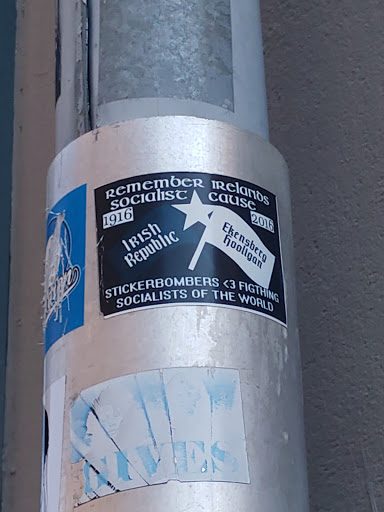 Remember Irelands
Socialist Cause
1916
2016
Irish
Republic
Ekensberg
Hooligan
STICKERBOMBERS <3 FIGTHING
SOCIALISTS OF THE WORLD